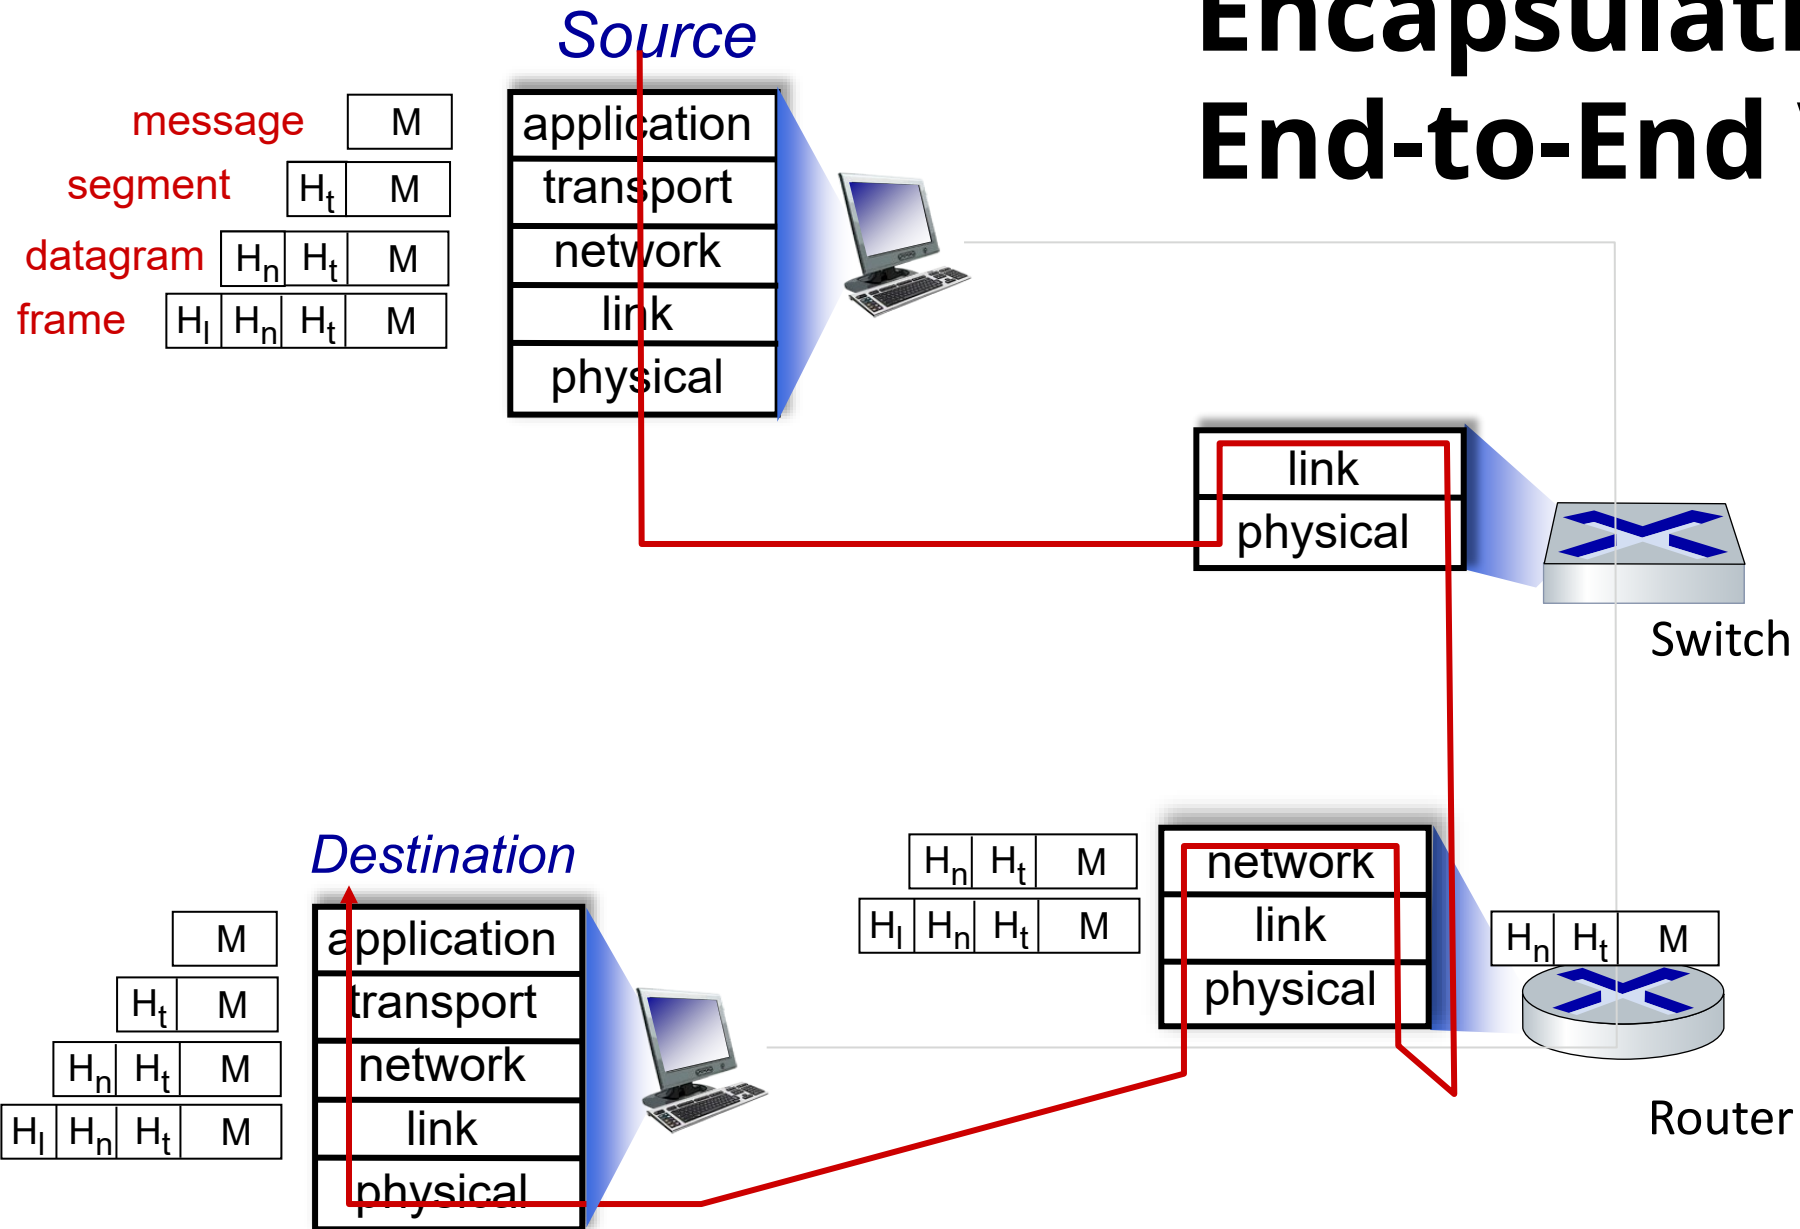 Source
Encapsulati
End-to-End
message M application
segment Ht M transport
datagram Hn Ht M network
frame Hl Hn Ht M link
physical
link
physical
Switch
Destination
Hn Ht M network
Hl Hn Ht M link
physical
Hn Ht M
Router
M application
Ht M transport
Hn Ht M network
Hl Hn Ht M link
physical